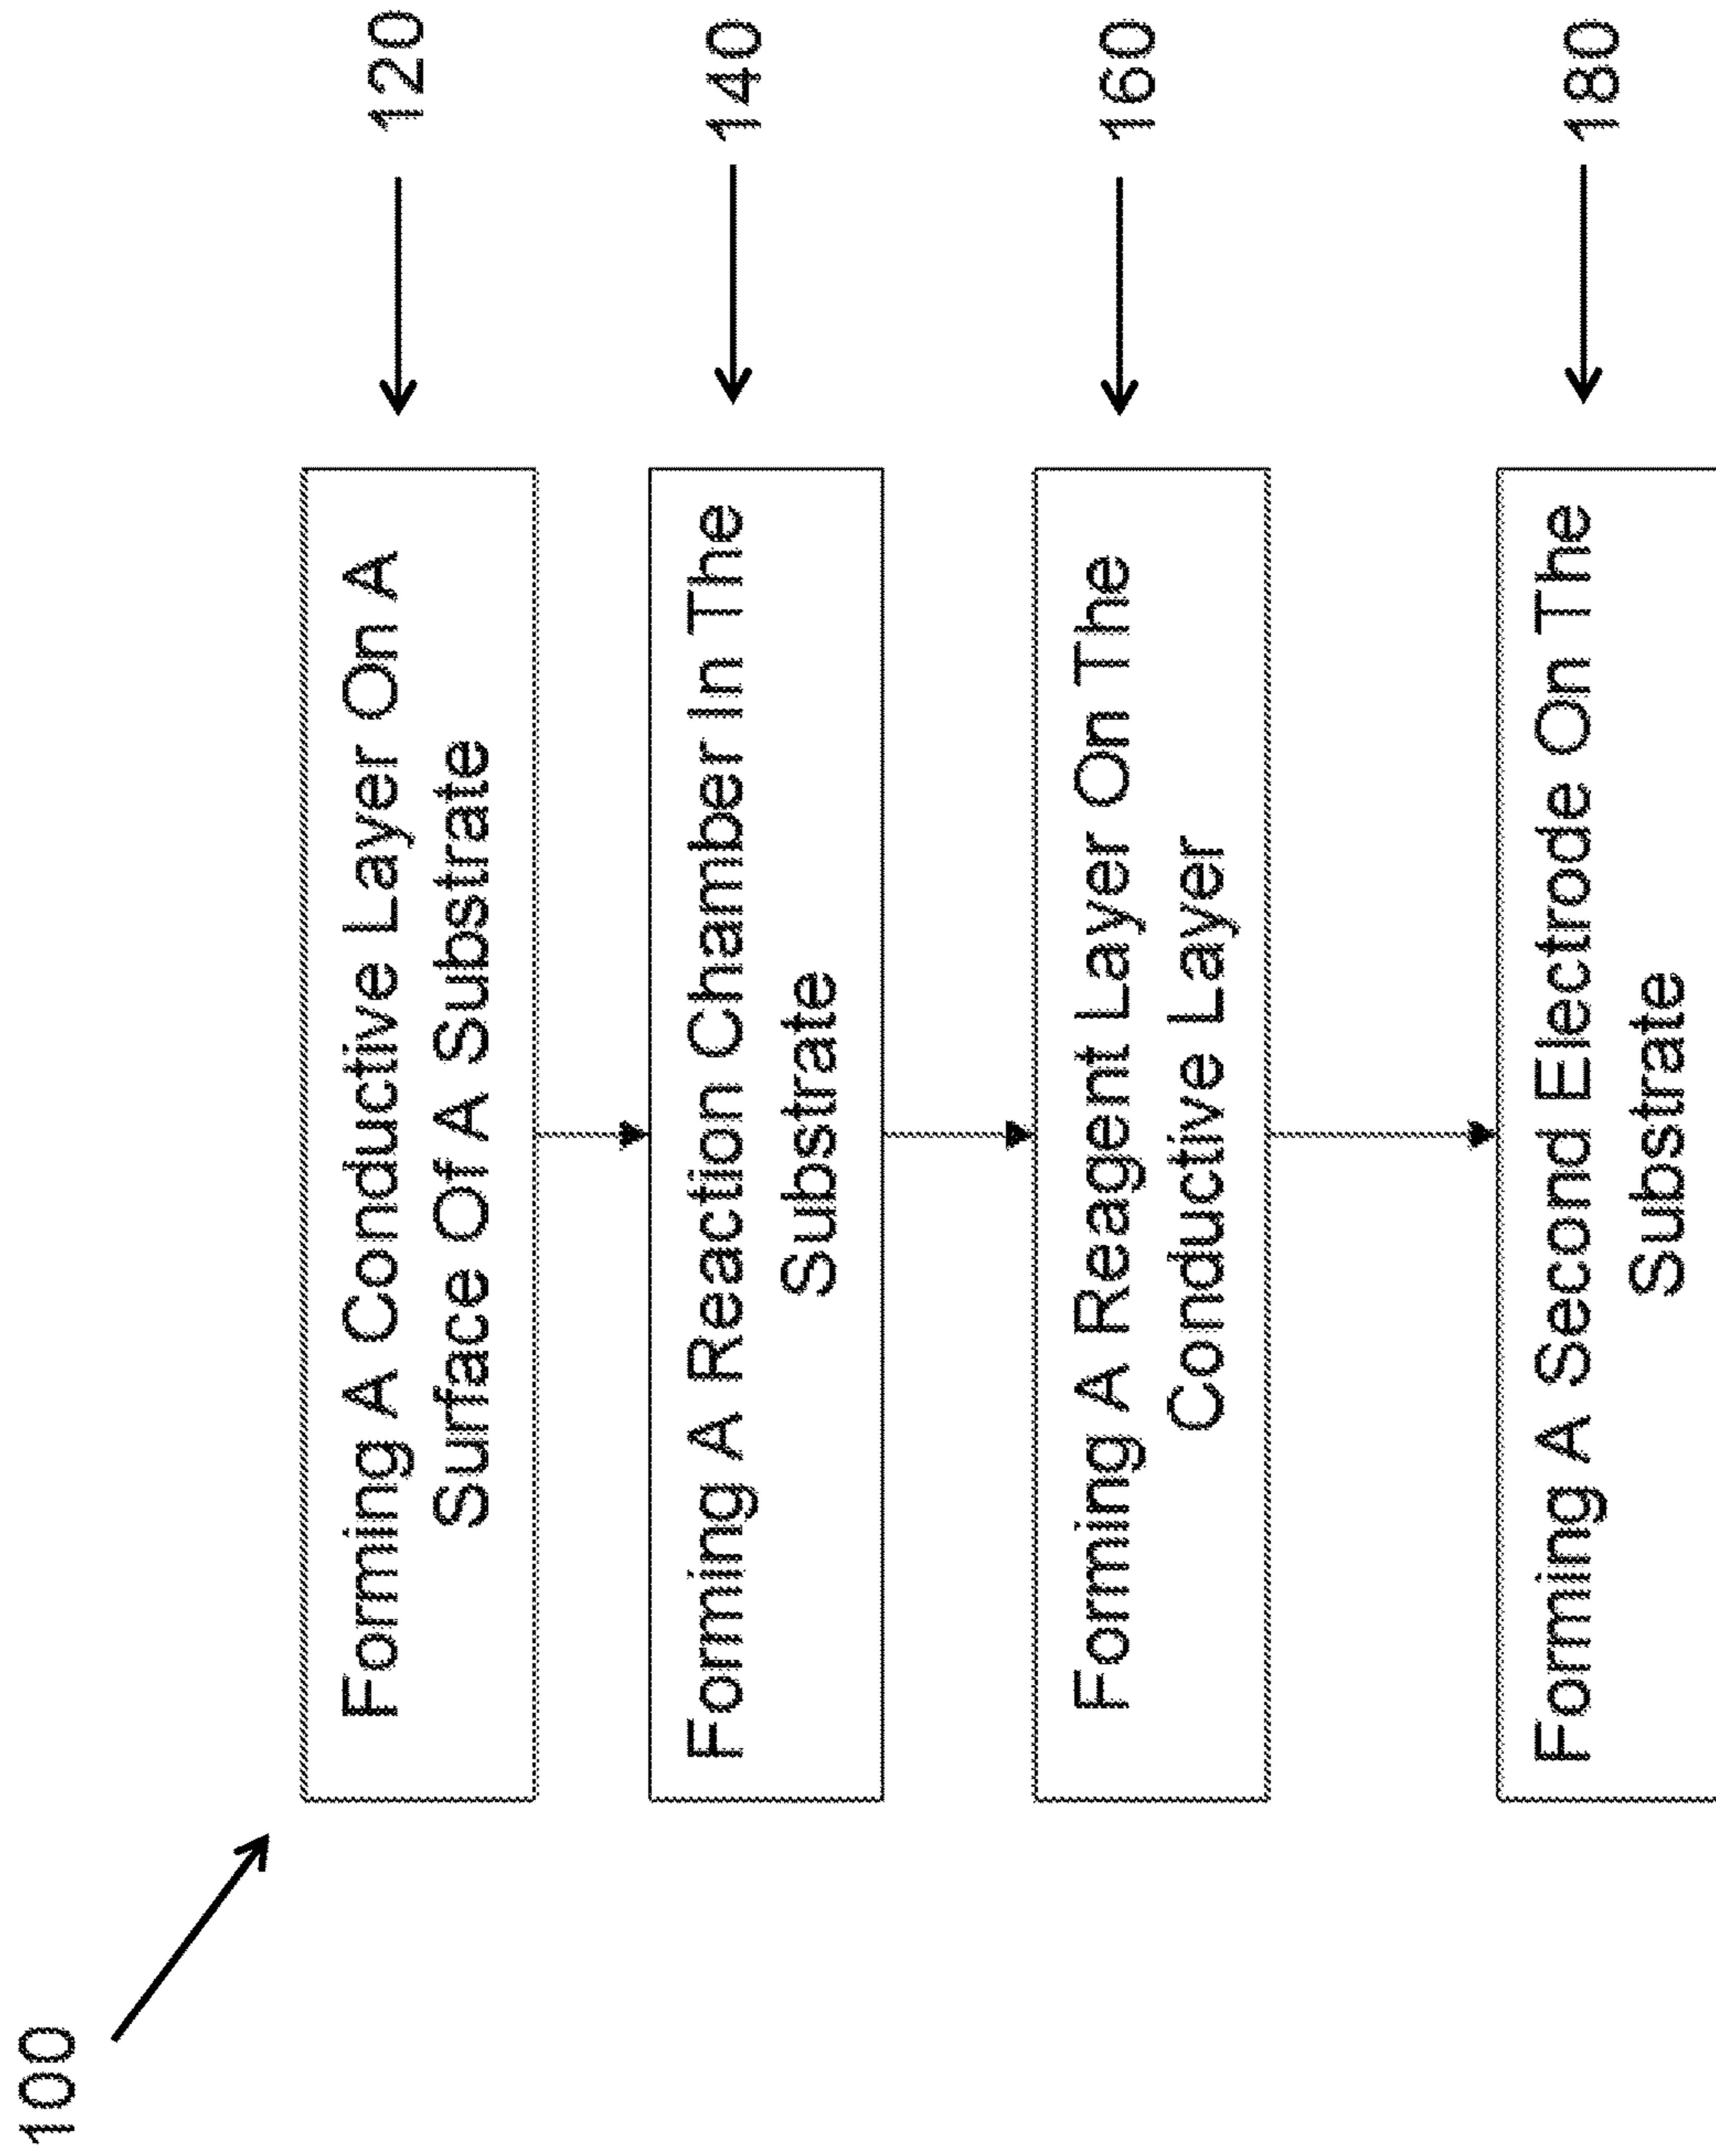 100
Forming A Conductive Layer On A
Surface Of A Substrate
120
Forming A Reaction Chamber In The
Substrate
140
Forming A Reagent Layer On The
Conductive Layer
160
Forming A Second Electrode On The
Substrate
180